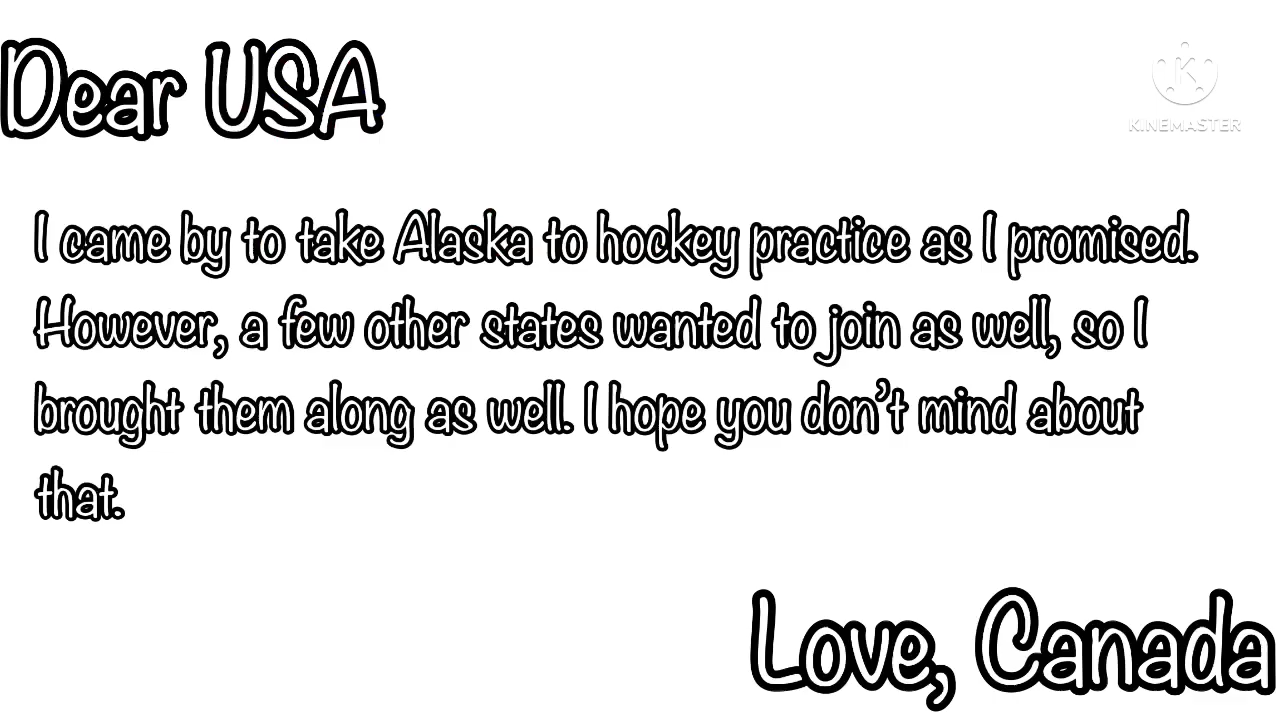 Dear USA
KINEMASTER
I came by to take Alaska to hockey practice as I promised.
However, a few other states wanted to join as well, so I
brought them along as well. I hope you don't mind about
that.
Love, Canada